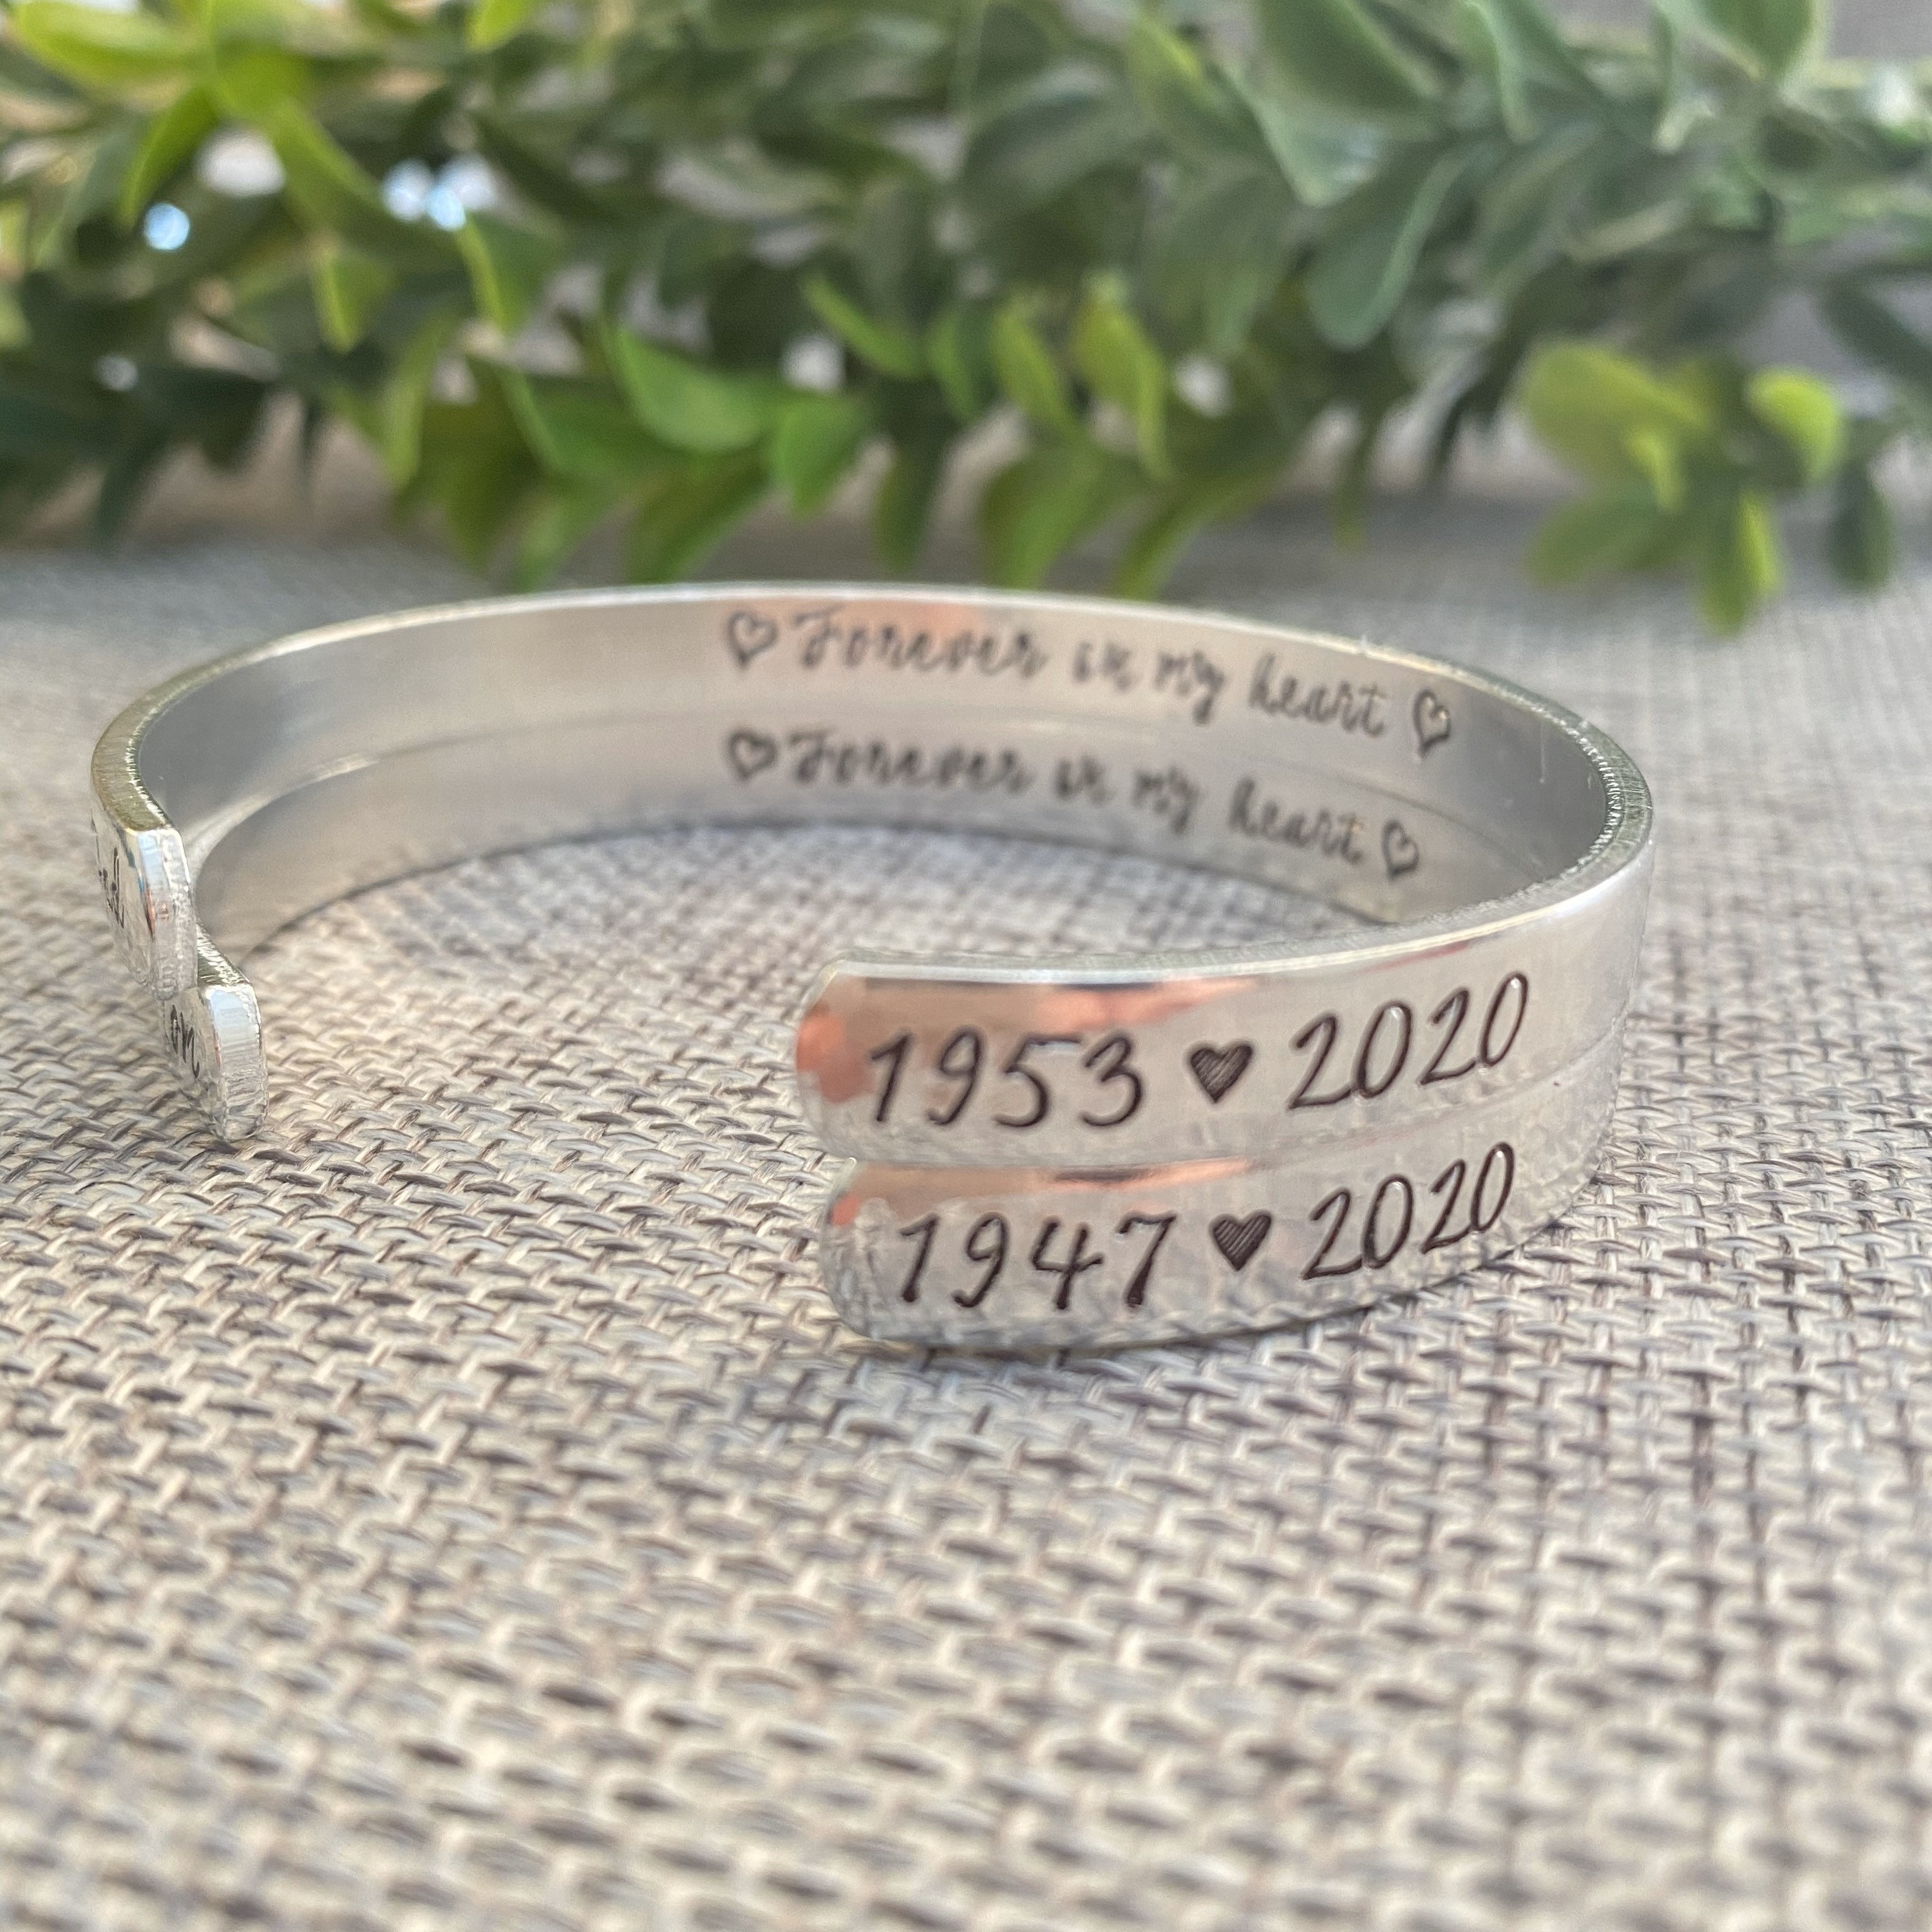 ♡ Forever in my heart ♡
♡ Forever in my heart ♡
1953 ♥ 2020
1947 ♥ 2020